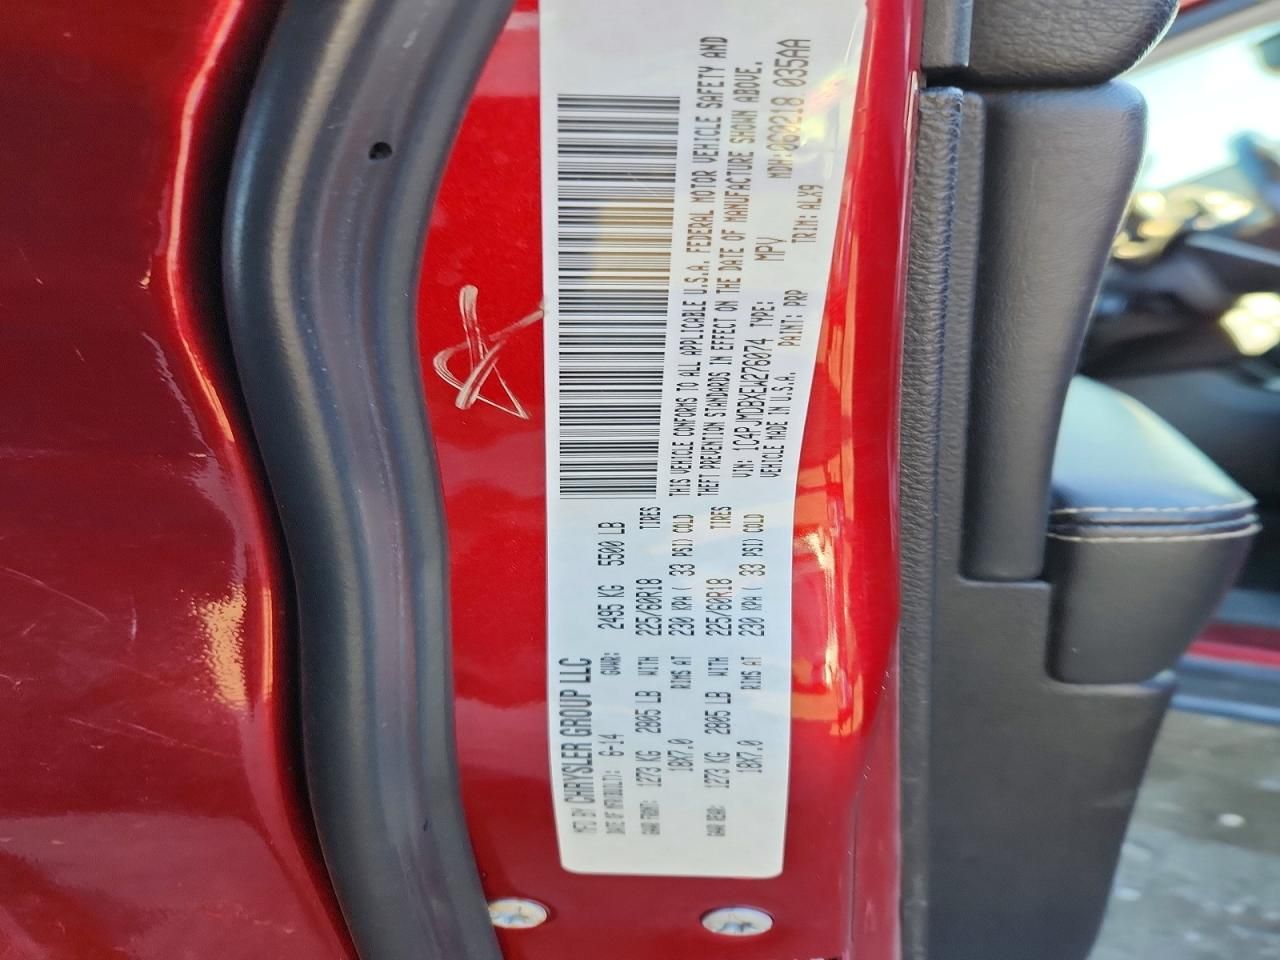 MFD BY CHRYSLER GROUP LLC
DATE OF MFR(BUILT): 6-14 GVWR: 2495 KG 5500 LB
GAWR FRONT: 1273 KG 2805 LB WITH 225/60R18 TIRES
18X7.0 RIMS AT 230 KPA ( 33 PSI) COLD
GAWR REAR: 1273 KG 2805 LB WITH 225/60R18 TIRES
18X7.0 RIMS AT 230 KPA ( 33 PSI) COLD
THIS VEHICLE CONFORMS TO ALL APPLICABLE U.S.A. FEDERAL MOTOR VEHICLE SAFETY AND
THEFT PREVENTION STANDARDS IN EFFECT ON THE DATE OF MANUFACTURE SHOWN ABOVE.
VIN: 1C4PJMDBXEW276074 TYPE: MPV MDH:060218 035AA
VEHICLE MADE IN U.S.A. PAINT: PRP TRIM: ALX9